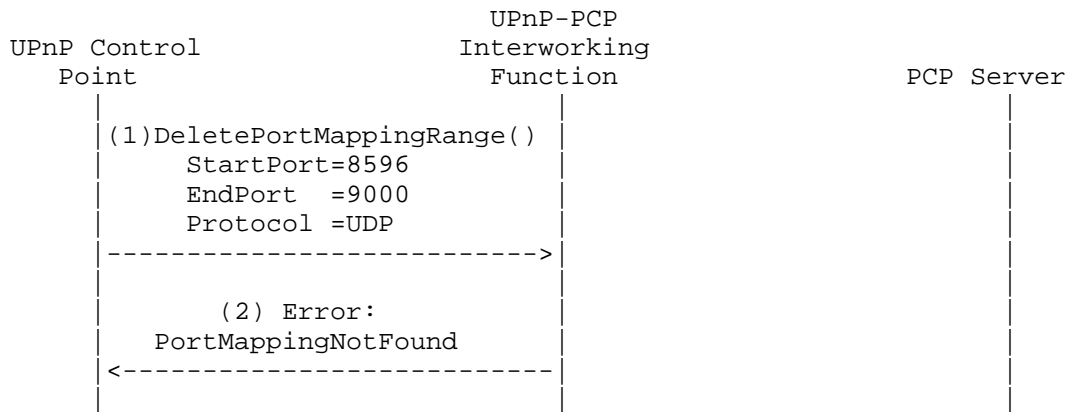 UPnP-PCP
UPnP Control Interworking
Point Function PCP Server
(1)DeletePortMappingRange()
StartPort=8596
EndPort =9000
Protocol =UDP
(2) Error:
PortMappingNotFound